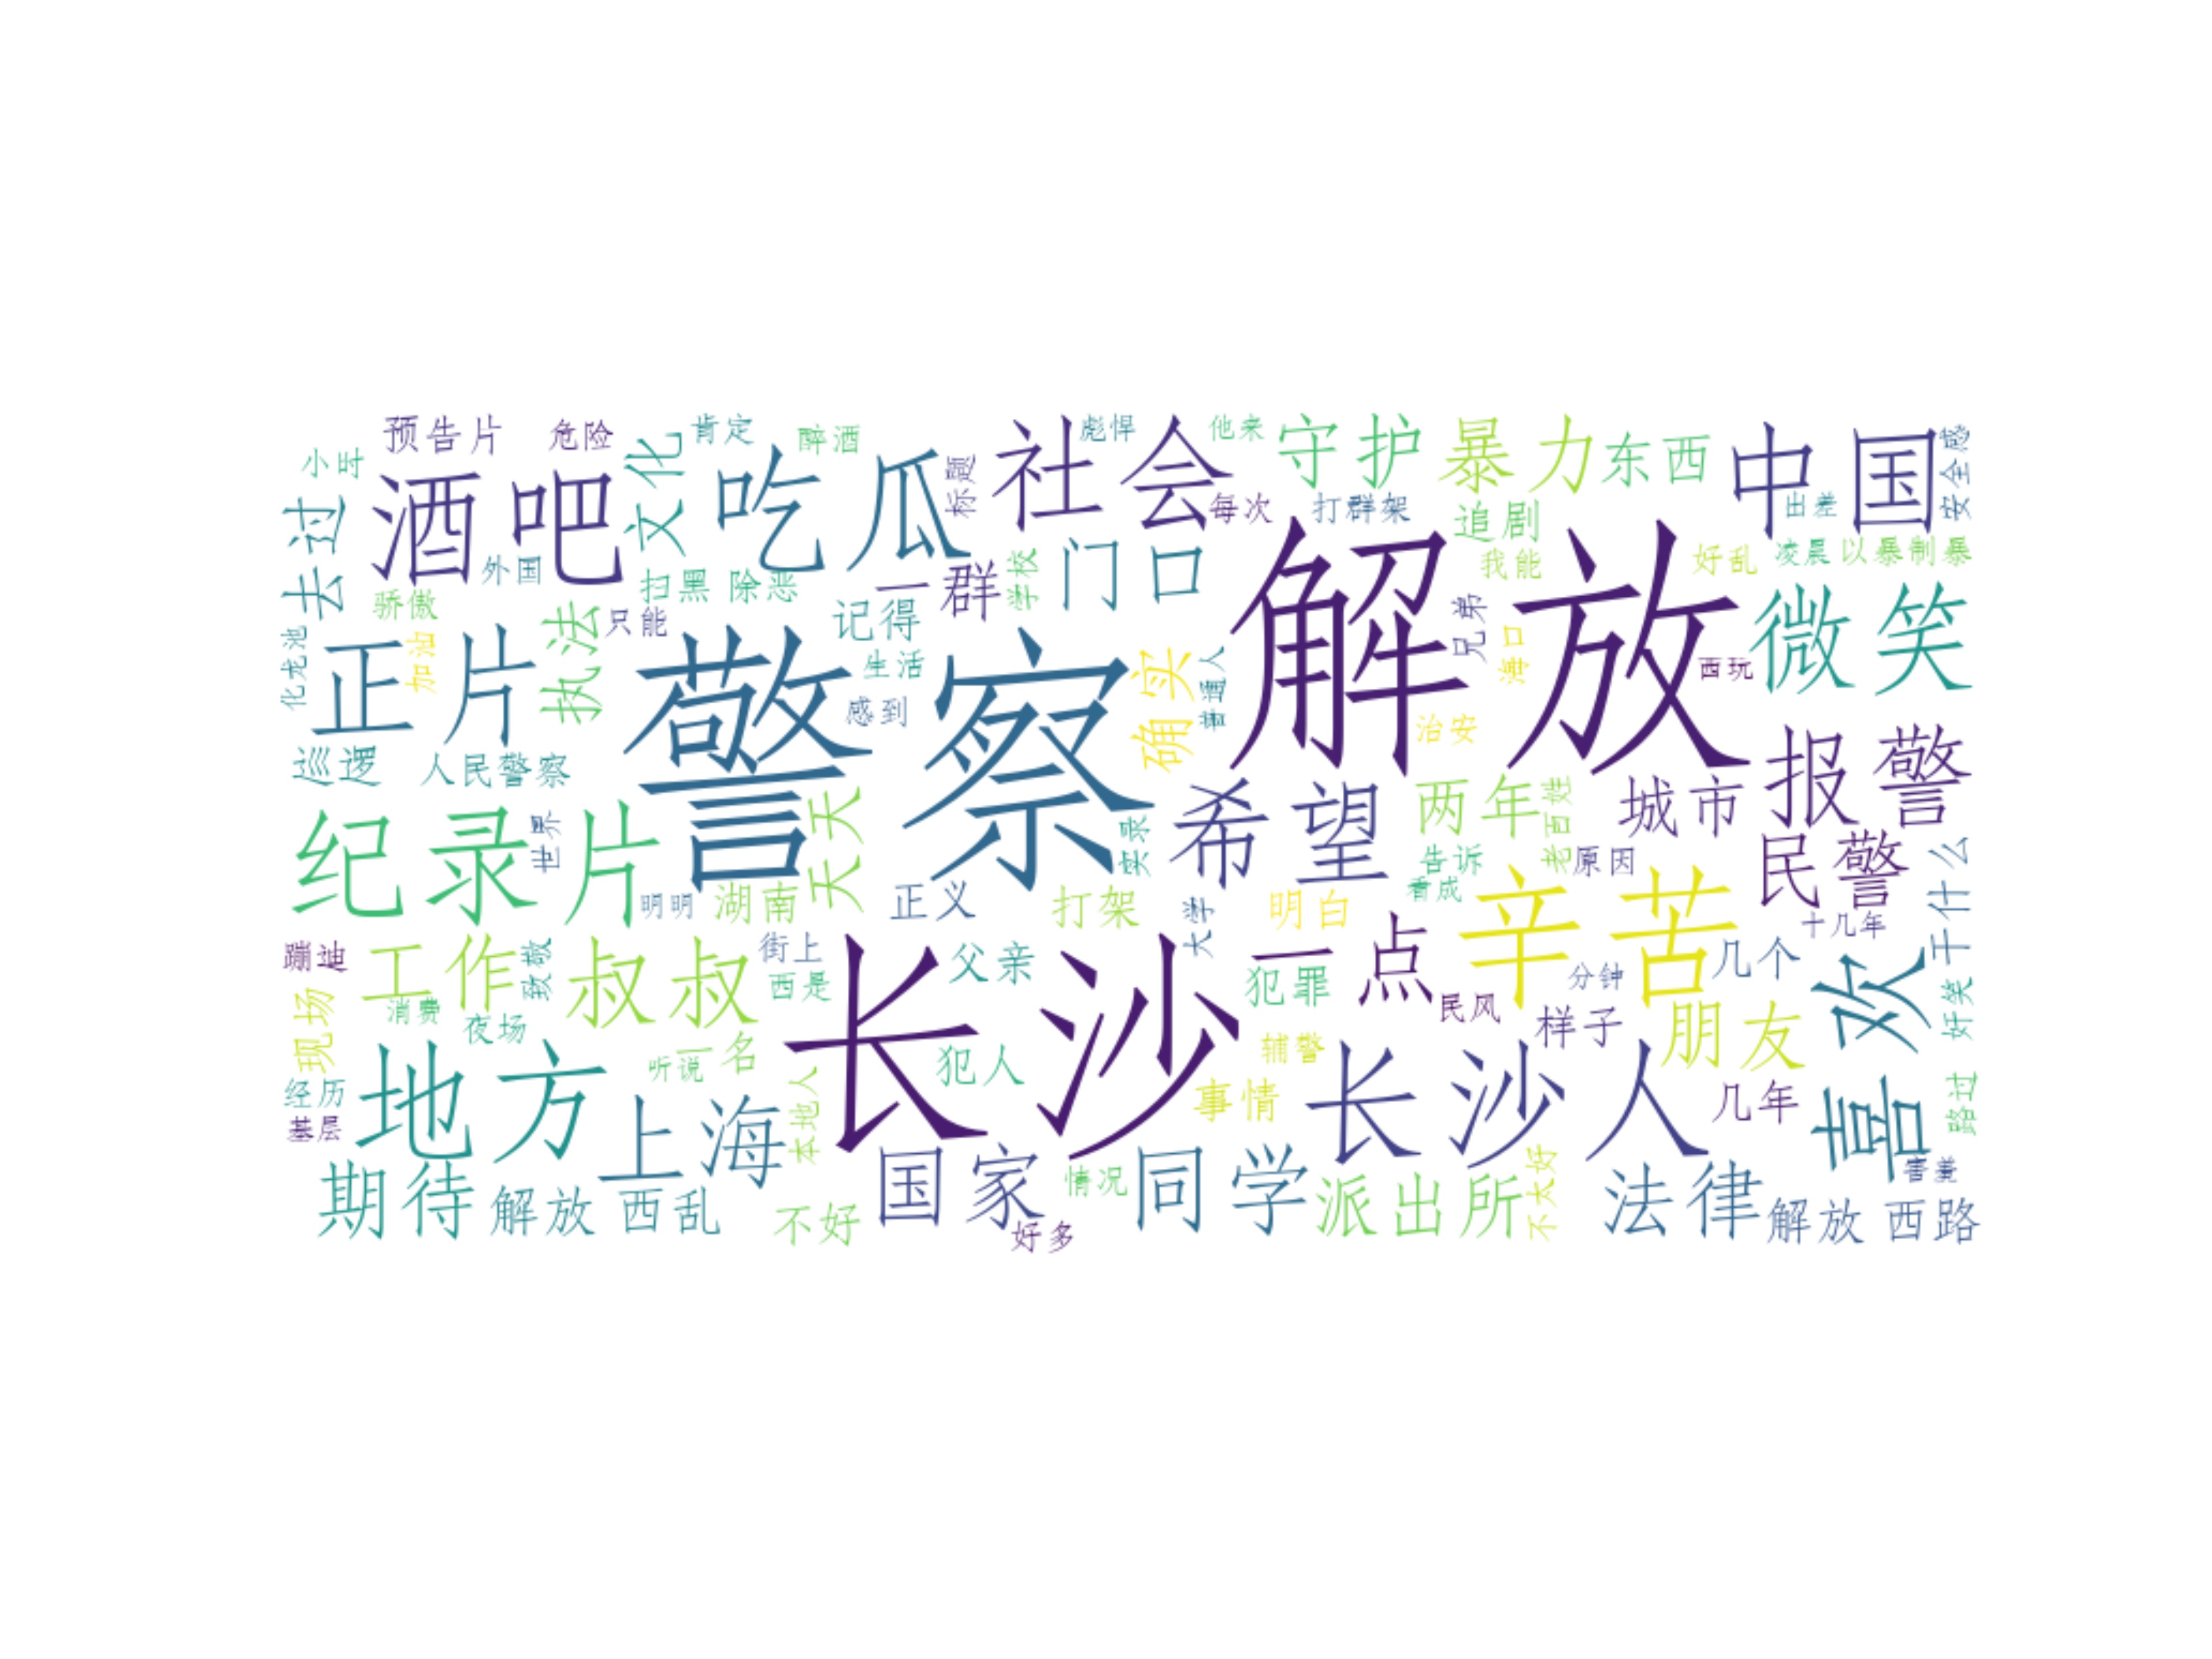 预告片
危险
肯定
醉酒
彪悍
他来
守护
暴力
东西
中国
安全感
小时
去过
酒吧
文化
吃瓜
标题
社会
每次
打群架
追剧
出差
外国
扫黑 除恶
一群
学校
门口
解放
我能
好乱
凌晨
以暴制暴
骄傲
执法
只能
记得
兄弟
海口
西玩
微笑
化龙池
正片
加油
警察
生活
感到
确实
普通人
治安
巡逻
人民警察
报警
纪录片
世界
天天
实录
希望
两年
老百姓
城市
告诉
看成
原因
民警
干什么
明明
湖南
正义
打架
大学
明白
辛苦
十几年
蹦迪
工作
致敬
叔叔
街上
西是
长沙
父亲
犯罪
一点
民风
分钟
几个
喜欢
好笑
现场
消费
夜场
听说
一名
犯人
辅警
样子
朋友
经历
基层
地方
上海
本地人
事情
长沙人
几年
路过
期待
解放 西乱
不好
国家
好多
情况
同学
派出所
不太好
法律
害羞
解放 西路